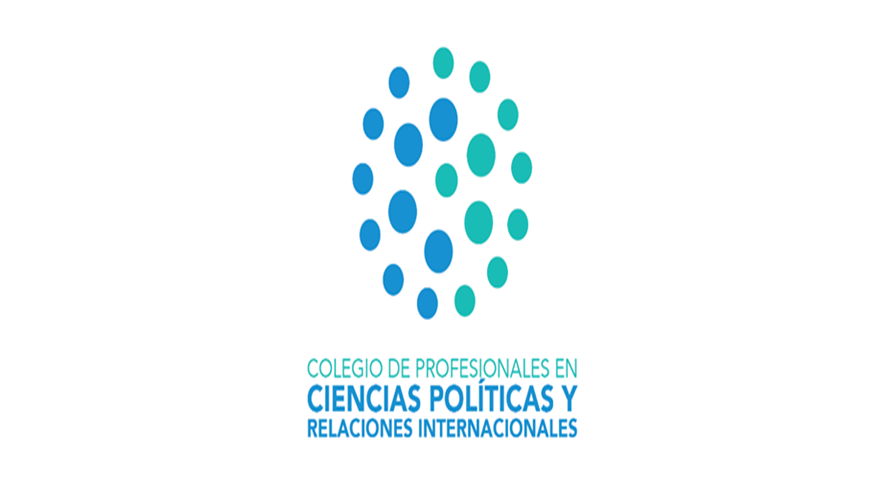 COLEGIO DE PROFESIONALES EN
CIENCIAS POLÍTICAS Y
RELACIONES INTERNACIONALES